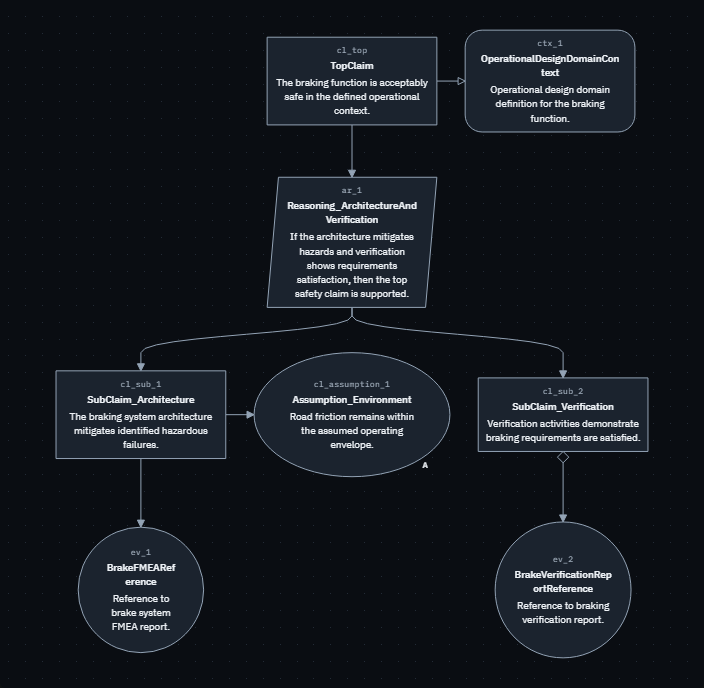 cl_top
TopClaim
The braking function is acceptably
safe in the defined operational
context.
ctx_1
OperationalDesignDomainCon
text
Operational design domain
definition for the braking
function.
ar_1
Reasoning_ArchitectureAnd
Verification
If the architecture mitigates
hazards and verification
shows requirements
satisfaction, then the top
safety claim is supported.
cl_sub_1
SubClaim_Architecture
The braking system architecture
mitigates identified hazardous
failures.
cl_assumption_1
Assumption_Environment
Road friction remains within
the assumed operating
envelope.
A
cl_sub_2
SubClaim_Verification
Verification activities demonstrate
braking requirements are satisfied.
ev_1
BrakeFMEARef
erence
Reference to
brake system
FMEA report.
ev_2
BrakeVerificationRep
ortReference
Reference to braking
verification report.